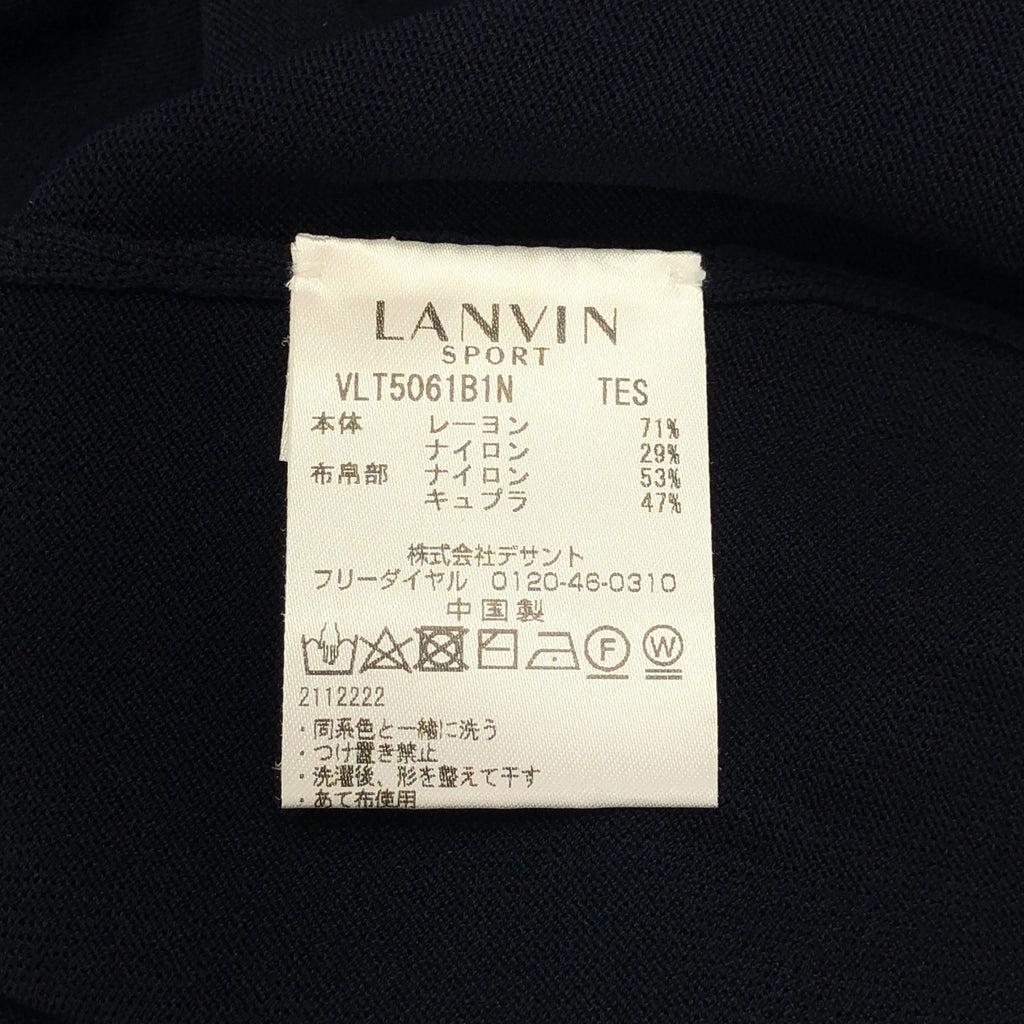 LANVIN
SPORT
VLT5061B1N TES
本体 レーヨン 71%
ナイロン 29%
布帛部 ナイロン 53%
キュプラ 47%
株式会社デサント
フリーダイヤル 0120-46-0310
中国製
F W
2112222
・同系色と一緒に洗う
・つけ置き禁止
・洗濯後、形を整えて干す
・あて布使用